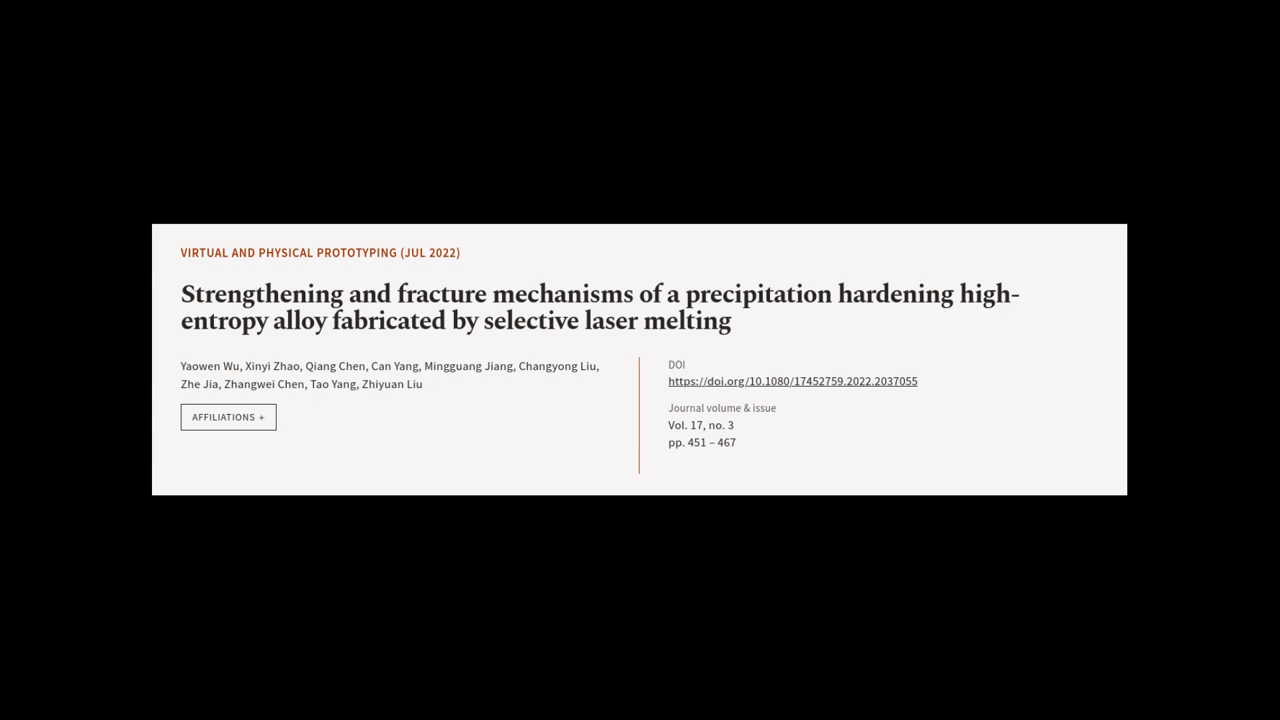 VIRTUAL AND PHYSICAL PROTOTYPING (JUL 2022)
Strengthening and fracture mechanisms of a precipitation hardening high-
entropy alloy fabricated by selective laser melting
Yaowen Wu, Xinyi Zhao, Qiang Chen, Can Yang, Mingguang Jiang, Changyong Liu,
Zhe Jia, Zhangwei Chen, Tao Yang, Zhiyuan Liu
AFFILIATIONS +
DOI
https://doi.org/10.1080/17452759.2022.2037055
Journal volume & issue
Vol. 17, no. 3
pp. 451 – 467